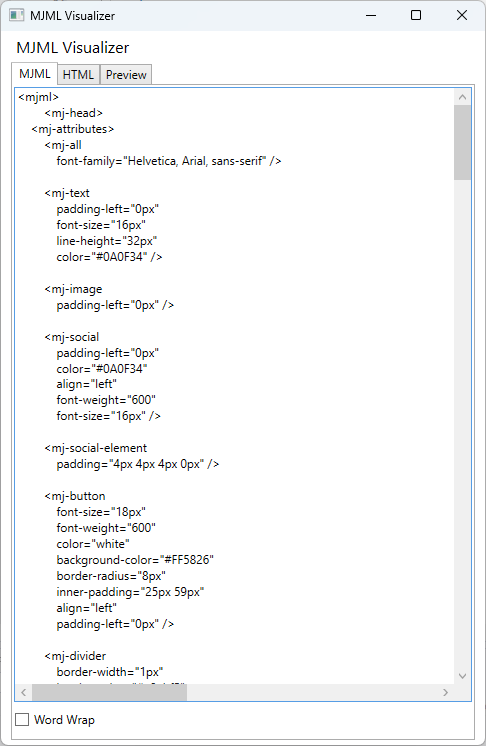 MJML Visualizer
MJML Visualizer
MJML HTML Preview
<mjml>
<mj-head>
<mj-attributes>
<mj-all
font-family="Helvetica, Arial, sans-serif" />
<mj-text
padding-left="0px"
font-size="16px"
line-height="32px"
color="#0A0F34" />
<mj-image
padding-left="0px" />
<mj-social
padding-left="0px"
color="#0A0F34"
align="left"
font-weight="600"
font-size="16px" />
<mj-social-element
padding="4px 4px 4px 0px" />
<mj-button
font-size="18px"
font-weight="600"
color="white"
background-color="#FF5826"
border-radius="8px"
inner-padding="25px 59px"
align="left"
padding-left="0px" />
<mj-divider
border-width="1px"
Word Wrap